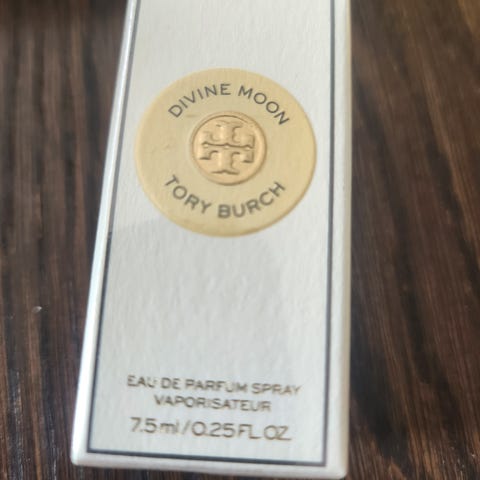 DIVINE MOON
TORY BURCH
EAU DE PARFUM SPRAY
VAPORISATEUR
7.5 ml / 0.25 FL. OZ.